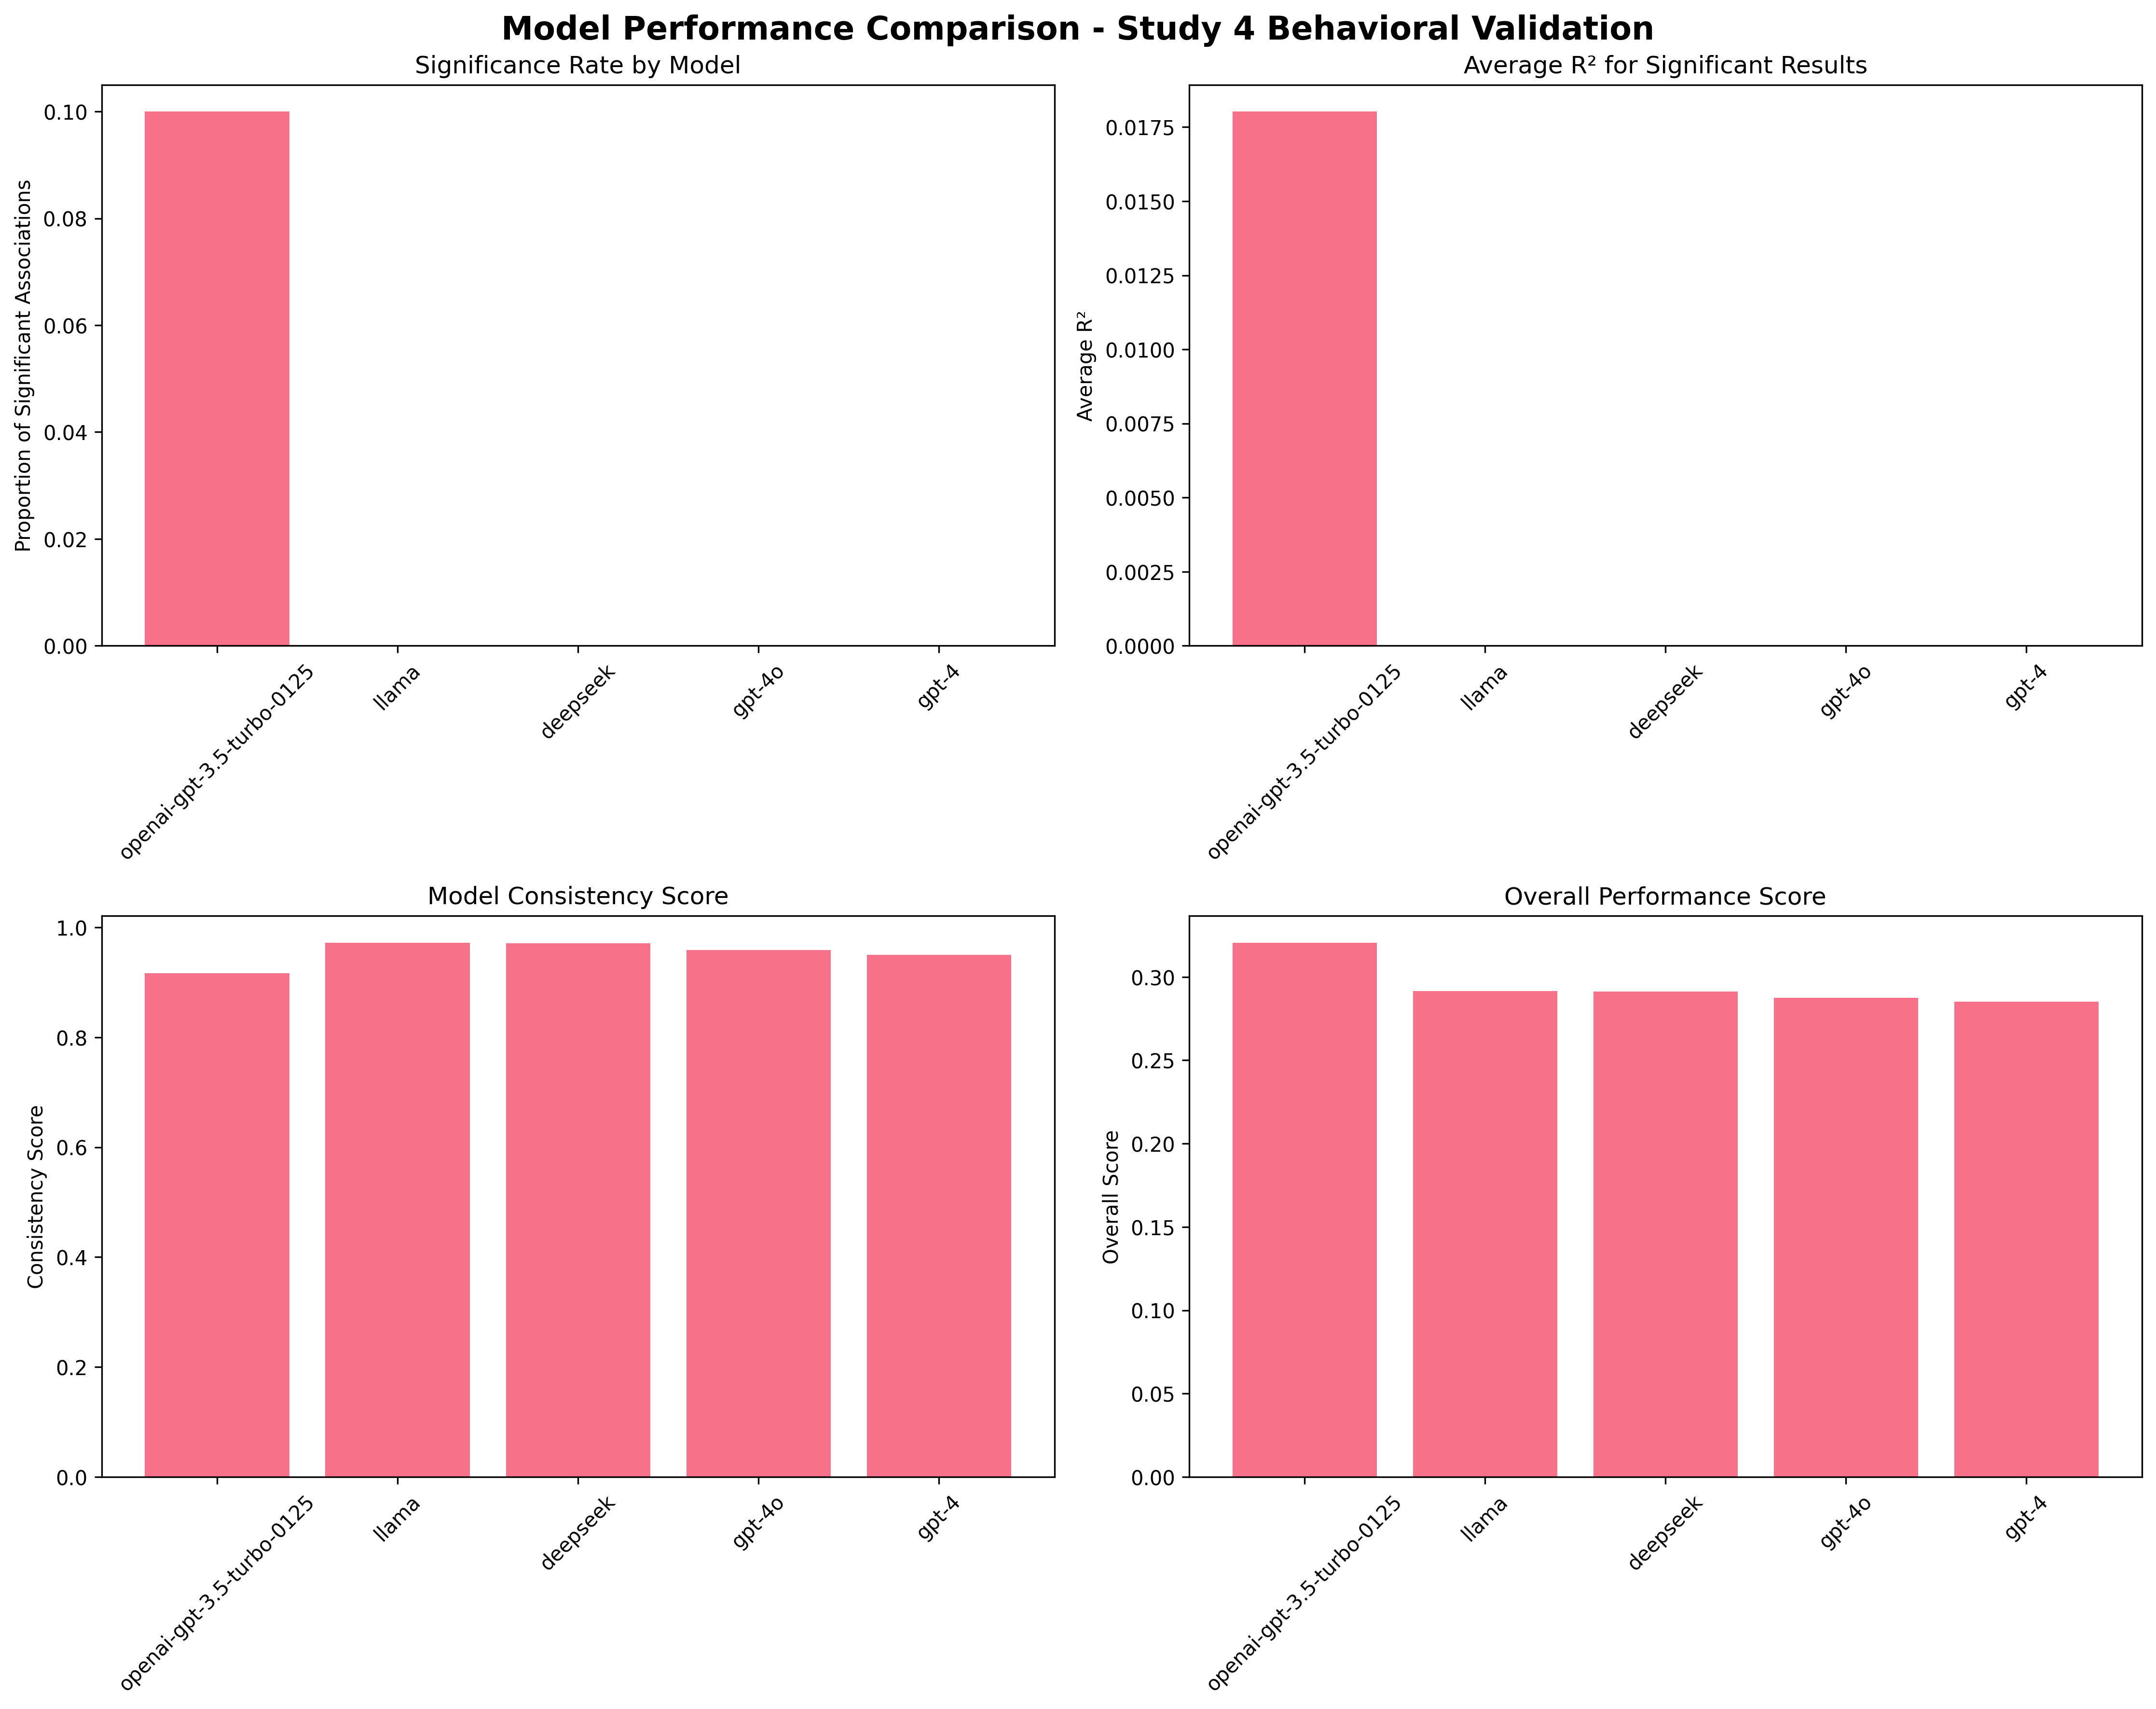 Model Performance Comparison - Study 4 Behavioral Validation
Significance Rate by Model
Proportion of Significant Associations
0.10
0.08
0.06
0.04
0.02
0.00
openai-gpt-3.5-turbo-0125
llama
deepseek
gpt-4o
gpt-4
Average R² for Significant Results
Average R²
0.0175
0.0150
0.0125
0.0100
0.0075
0.0050
0.0025
0.0000
openai-gpt-3.5-turbo-0125
llama
deepseek
gpt-4o
gpt-4
Model Consistency Score
Consistency Score
1.0
0.8
0.6
0.4
0.2
0.0
openai-gpt-3.5-turbo-0125
llama
deepseek
gpt-4o
gpt-4
Overall Performance Score
Overall Score
0.30
0.25
0.20
0.15
0.10
0.05
0.00
openai-gpt-3.5-turbo-0125
llama
deepseek
gpt-4o
gpt-4